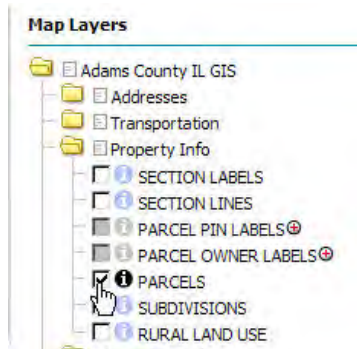 Map Layers
Adams County IL GIS
Addresses
Transportation
Property Info
SECTION LABELS
SECTION LINES
PARCEL PIN LABELS
PARCEL OWNER LABELS
PARCELS
SUBDIVISIONS
RURAL LAND USE